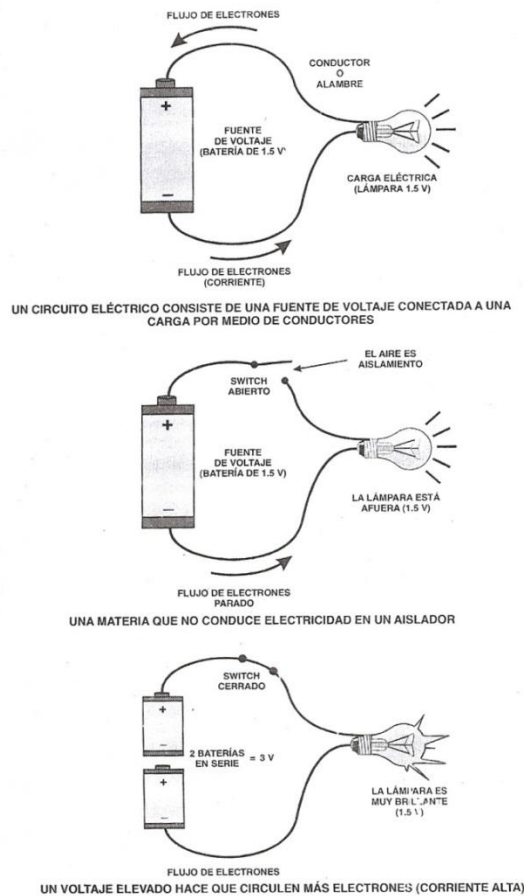 FLUJO DE ELECTRONES
CONDUCTOR
O
ALAMBRE
+
FUENTE
DE VOLTAJE
(BATERÍA DE 1.5 V)
−
CARGA ELÉCTRICA
(LÁMPARA 1.5 V)
FLUJO DE ELECTRONES
(CORRIENTE)
UN CIRCUITO ELÉCTRICO CONSISTE DE UNA FUENTE DE VOLTAJE CONECTADA A UNA
CARGA POR MEDIO DE CONDUCTORES
EL AIRE ES
AISLAMIENTO
SWITCH
ABIERTO
+
FUENTE
DE VOLTAJE
(BATERÍA DE 1.5 V)
−
LA LÁMPARA ESTÁ
AFUERA (1.5 V)
FLUJO DE ELECTRONES
PARADO
UNA MATERIA QUE NO CONDUCE ELECTRICIDAD EN UN AISLADOR
SWITCH
CERRADO
+
−
2 BATERÍAS
EN SERIE = 3 V
+
−
LA LÁMPARA ES
MUY BRILLANTE
(1.5 V)
FLUJO DE ELECTRONES
UN VOLTAJE ELEVADO HACE QUE CIRCULEN MÁS ELECTRONES (CORRIENTE ALTA)